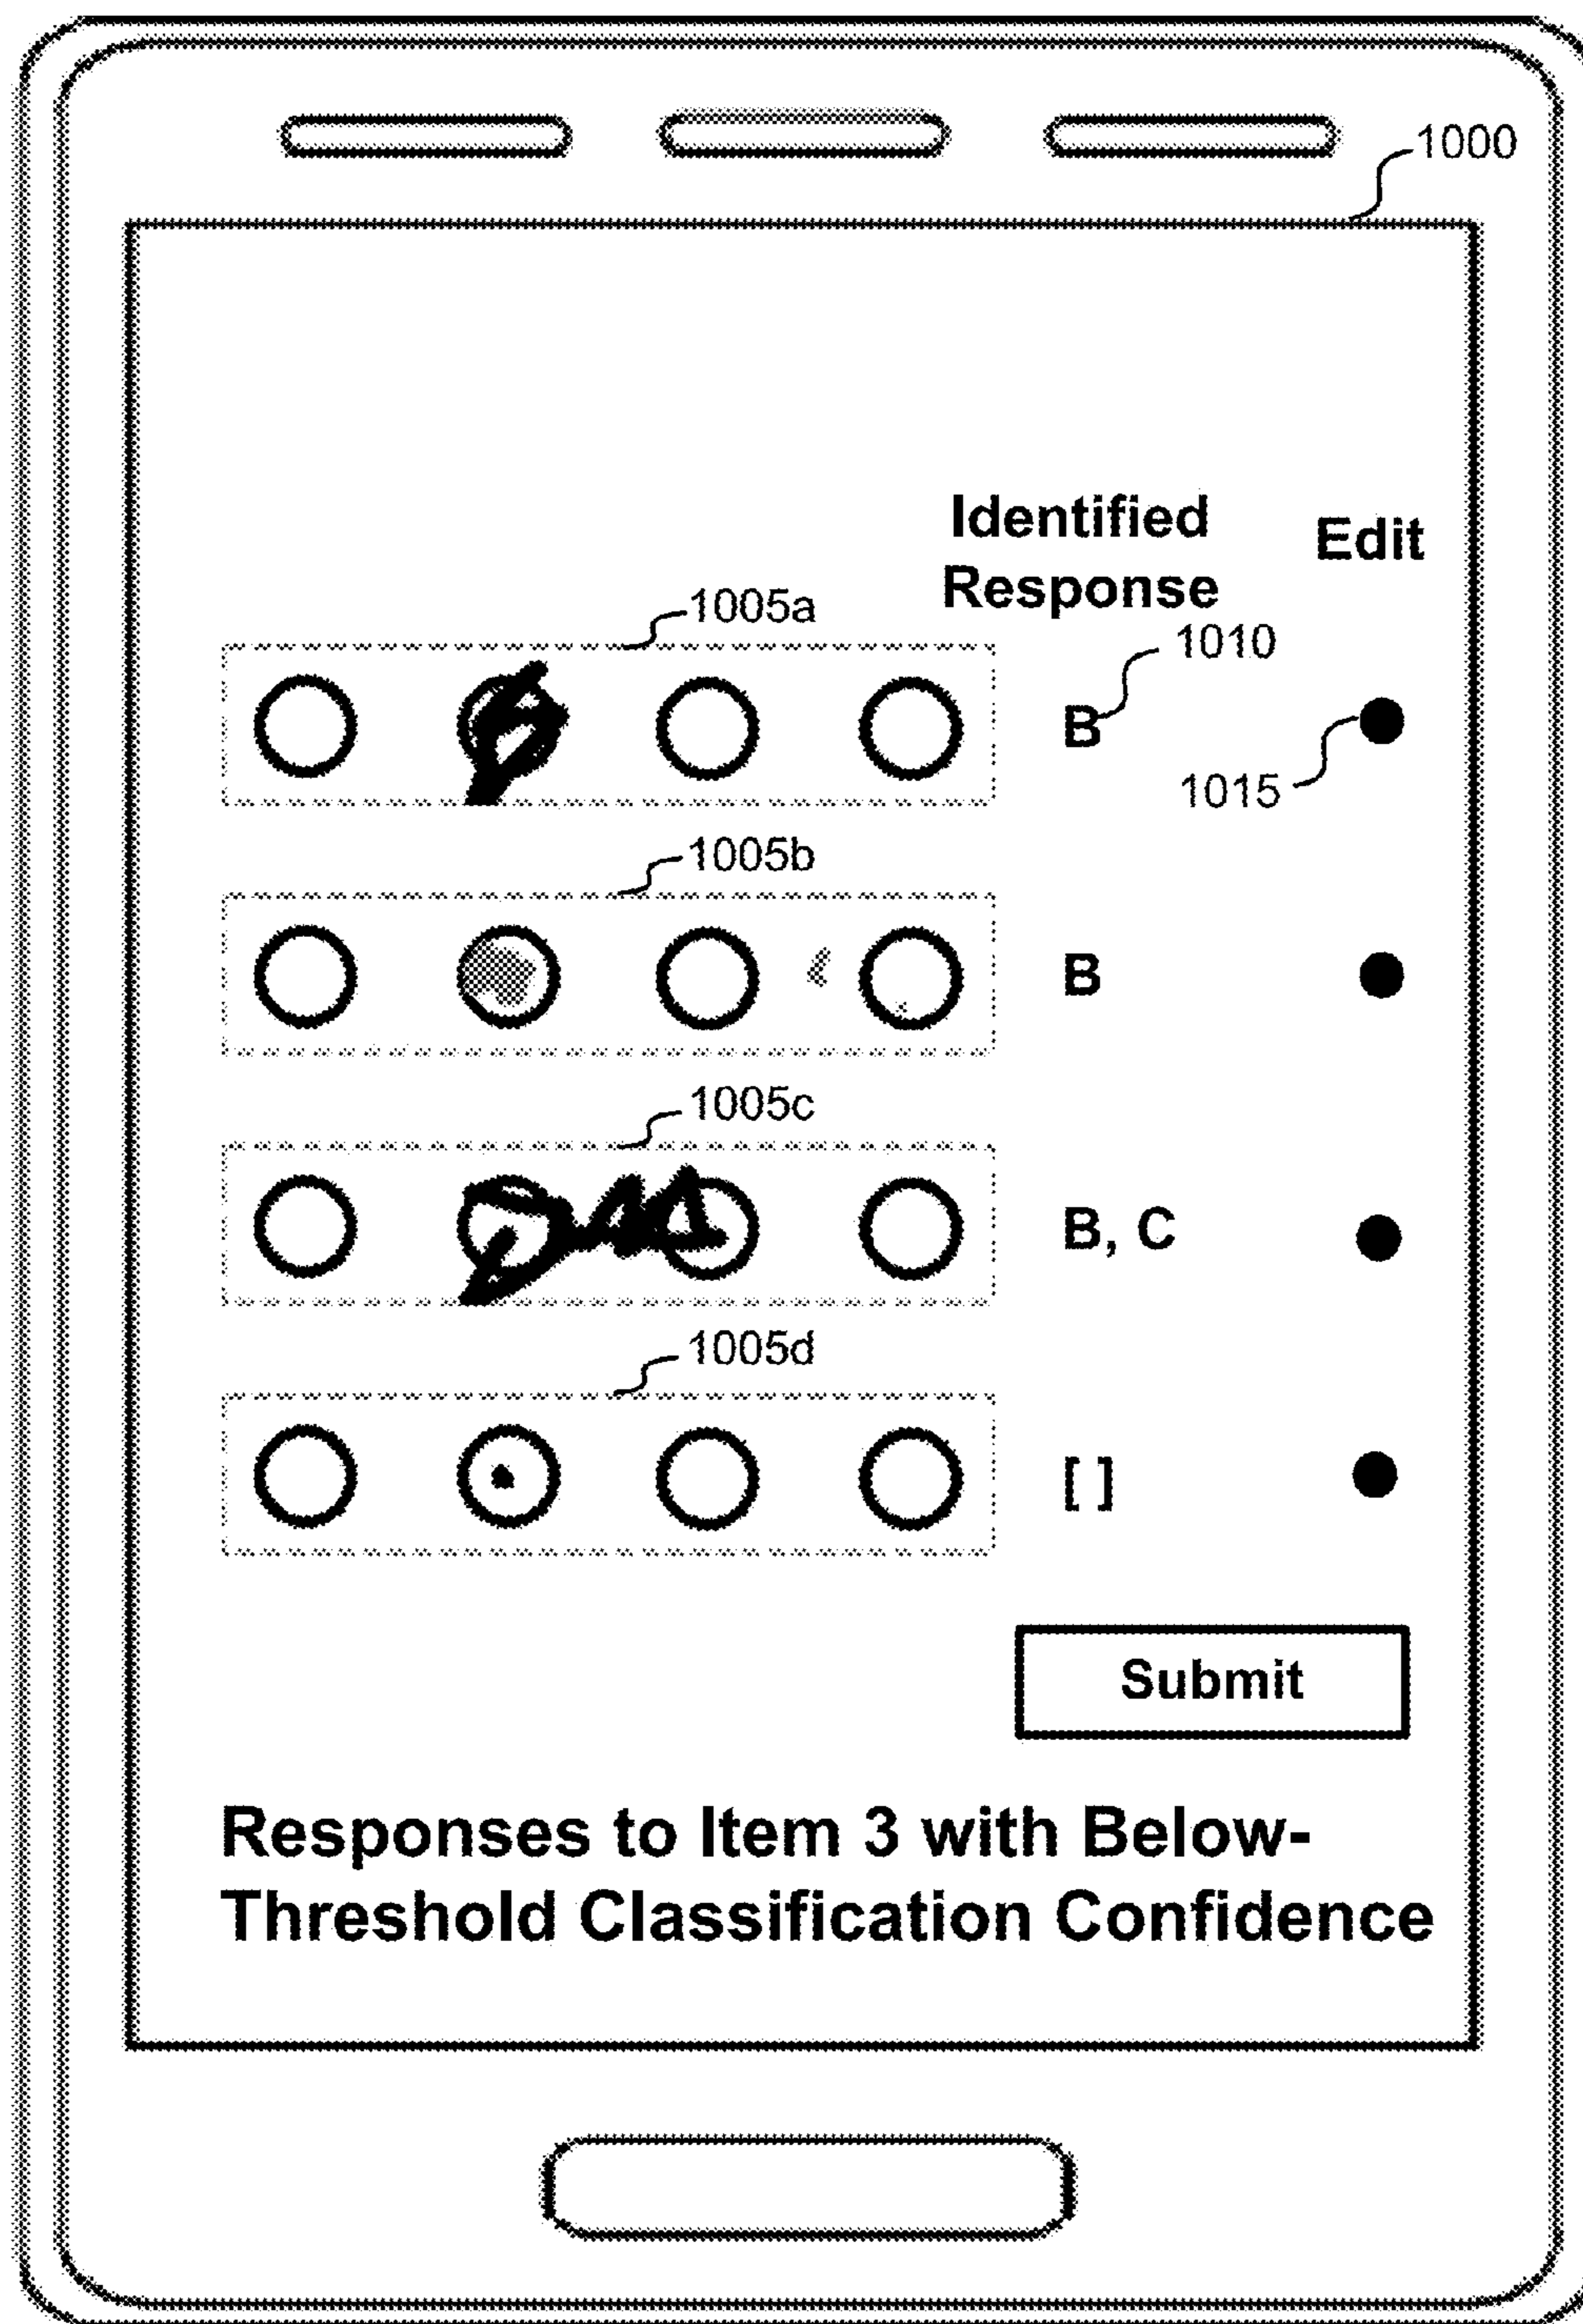 1000
Identified
Response
Edit
1005a
1010
B
1015
1005b
B
1005c
B, C
1005d
[ ]
Submit
Responses to Item 3 with Below-
Threshold Classification Confidence